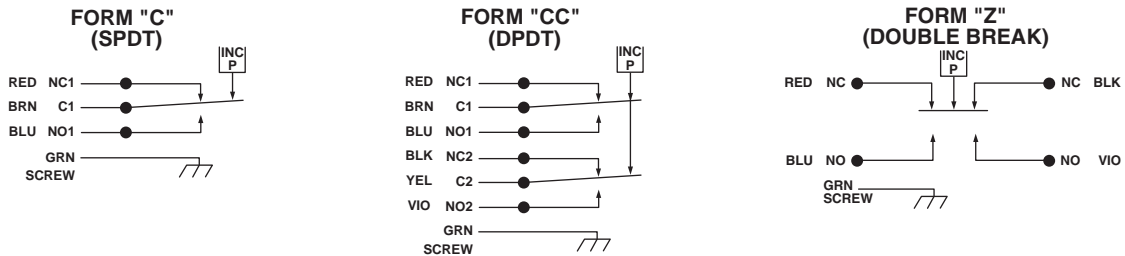 FORM "C"
(SPDT)
INC
P
RED NC1
BRN C1
BLU NO1
GRN
SCREW
FORM "CC"
(DPDT)
INC
P
RED NC1
BRN C1
BLU NO1
BLK NC2
YEL C2
VIO NO2
GRN
SCREW
FORM "Z"
(DOUBLE BREAK)
INC
P
RED NC
NC BLK
BLU NO
NO VIO
GRN
SCREW